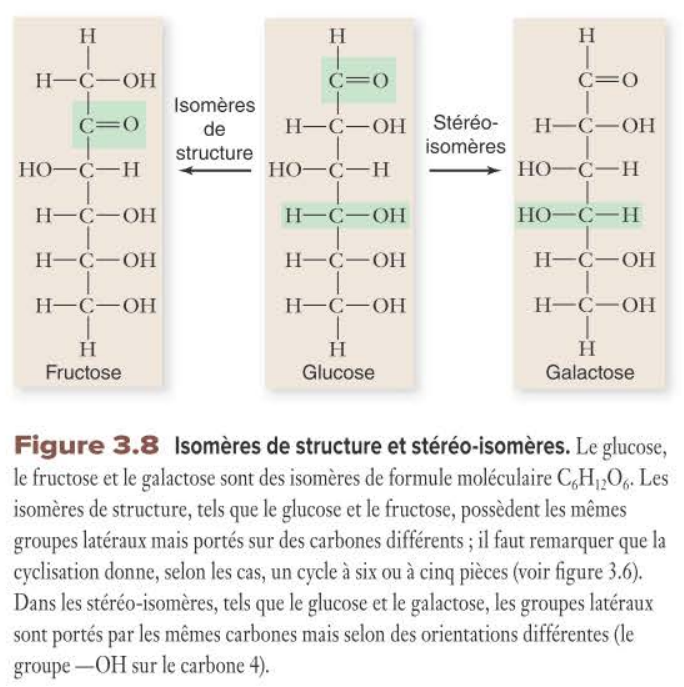 H H H
H—C—OH C=O C=O
Isomères
de
structure
Stéréo-
isomères
C=O H—C—OH H—C—OH
HO—C—H HO—C—H HO—C—H
H—C—OH H—C—OH HO—C—H
H—C—OH H—C—OH H—C—OH
H—C—OH H—C—OH H—C—OH
H H H
Fructose Glucose Galactose
Figure 3.8 Isomères de structure et stéréo-isomères. Le glucose,
le fructose et le galactose sont des isomères de formule moléculaire C₆H₁₂O₆. Les
isomères de structure, tels que le glucose et le fructose, possèdent les mêmes
groupes latéraux mais portés sur des carbones différents ; il faut remarquer que la
cyclisation donne, selon les cas, un cycle à six ou à cinq pièces (voir figure 3.6).
Dans les stéréo-isomères, tels que le glucose et le galactose, les groupes latéraux
sont portés par les mêmes carbones mais selon des orientations différentes (le
groupe —OH sur le carbone 4).